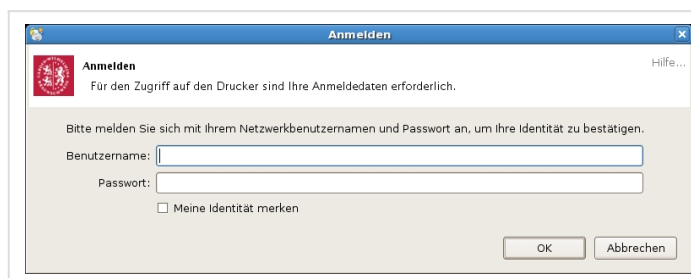 Anmelden
Anmelden
Hilfe...
Für den Zugriff auf den Drucker sind Ihre Anmeldedaten erforderlich.
Bitte melden Sie sich mit Ihrem Netzwerkbenutzernamen und Passwort an, um Ihre Identität zu bestätigen.
Benutzername:
Passwort:
Meine Identität merken
OK Abbrechen